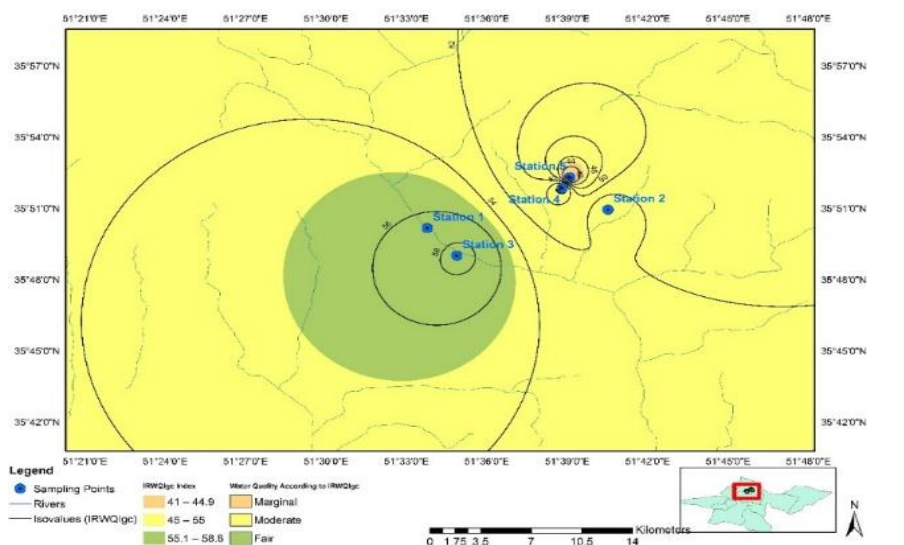 51°21'0"E 51°24'0"E 51°27'0"E 51°30'0"E 51°33'0"E 51°36'0"E 51°39'0"E 51°42'0"E 51°45'0"E 51°48'0"E
35°57'0"N 35°57'0"N
52
35°54'0"N 35°54'0"N
Station 5
Station 4
Station 2
54
35°51'0"N 35°51'0"N
Station 1
56
Station 3
58
35°48'0"N 35°48'0"N
35°45'0"N 35°45'0"N
35°42'0"N 35°42'0"N
51°21'0"E 51°24'0"E 51°27'0"E 51°30'0"E 51°33'0"E 51°36'0"E 51°39'0"E 51°42'0"E 51°45'0"E 51°48'0"E
Legend
Sampling Points
Rivers
Isovalues (IRWQIgc)
IRWQIgc Index
41 – 44.9
45 – 55
55.1 – 58.8
Water Quality According to IRWQIgc
Marginal
Moderate
Fair
Kilometers
0 1.75 3.5 7 10.5 14
N